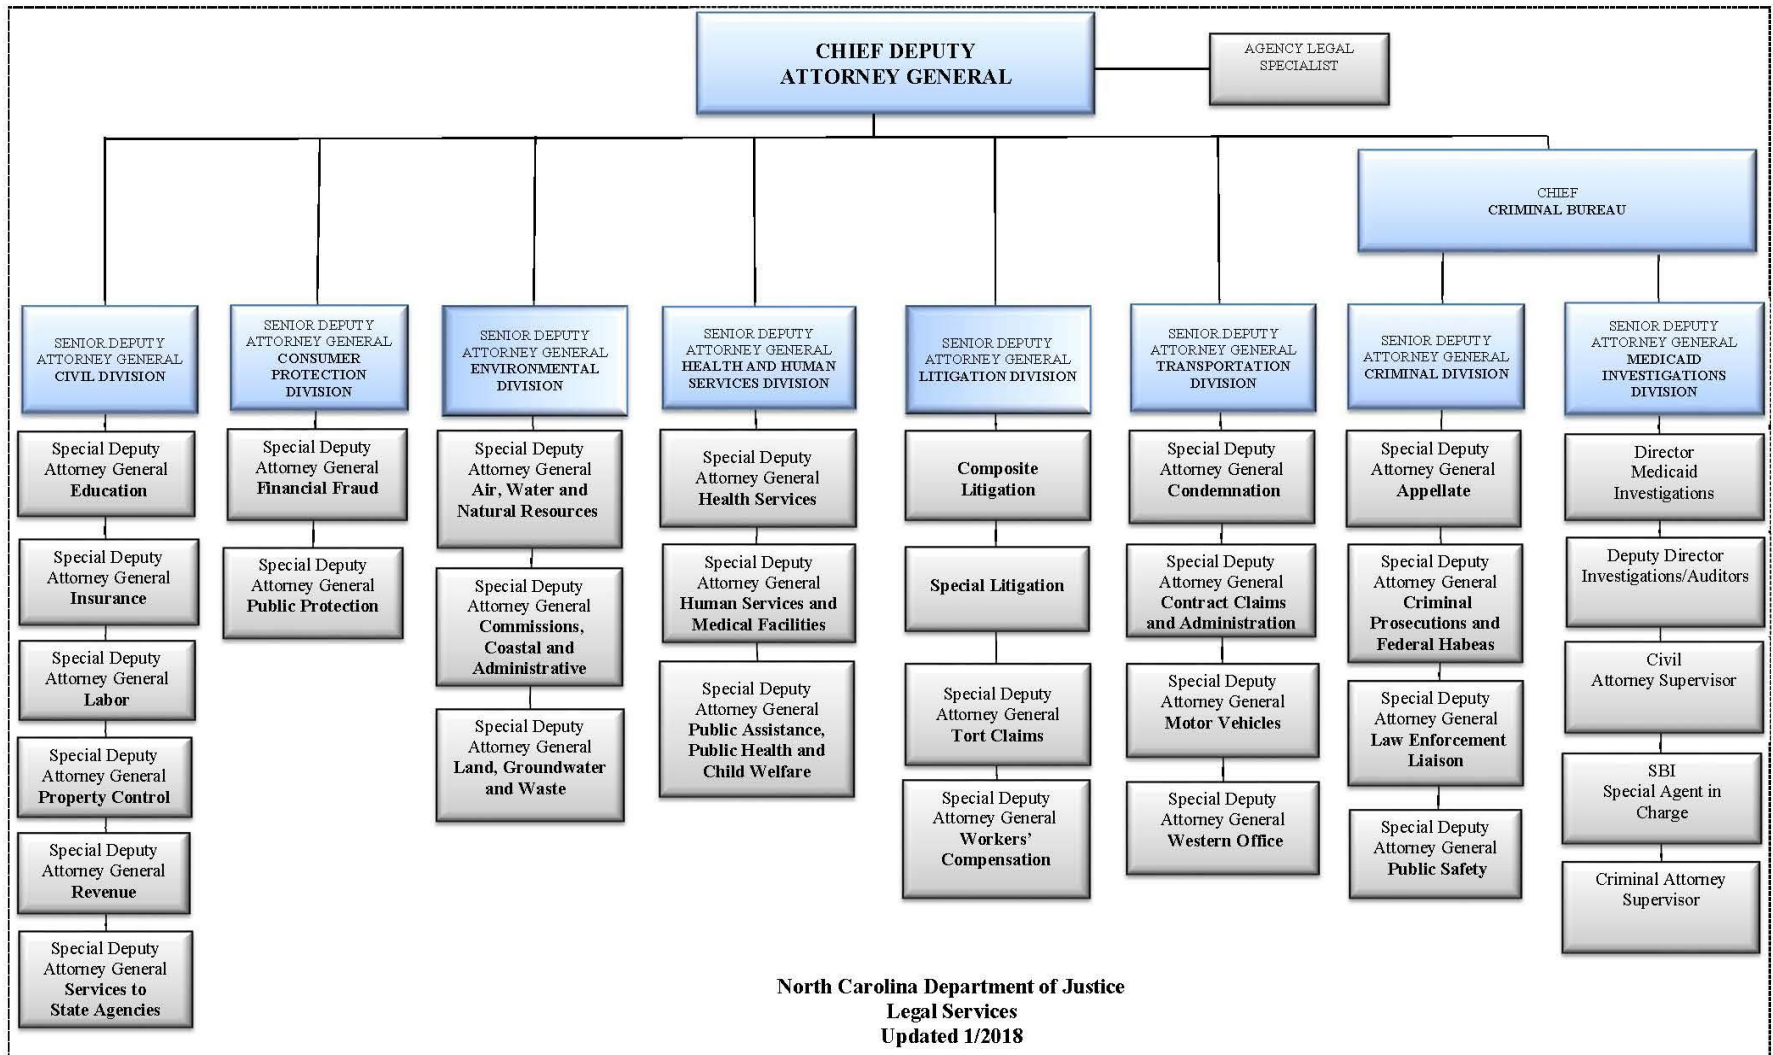 CHIEF DEPUTY
ATTORNEY GENERAL
AGENCY LEGAL
SPECIALIST
CHIEF
CRIMINAL BUREAU
SENIOR DEPUTY
ATTORNEY GENERAL
CIVIL DIVISION
Special Deputy
Attorney General
Education
Special Deputy
Attorney General
Insurance
Special Deputy
Attorney General
Labor
Special Deputy
Attorney General
Property Control
Special Deputy
Attorney General
Revenue
Special Deputy
Attorney General
Services to
State Agencies
SENIOR DEPUTY
ATTORNEY GENERAL
CONSUMER
PROTECTION
DIVISION
Special Deputy
Attorney General
Financial Fraud
Special Deputy
Attorney General
Public Protection
SENIOR DEPUTY
ATTORNEY GENERAL
ENVIRONMENTAL
DIVISION
Special Deputy
Attorney General
Air, Water and
Natural Resources
Special Deputy
Attorney General
Commissions,
Coastal and
Administrative
Special Deputy
Attorney General
Land, Groundwater
and Waste
SENIOR DEPUTY
ATTORNEY GENERAL
HEALTH AND HUMAN
SERVICES DIVISION
Special Deputy
Attorney General
Health Services
Special Deputy
Attorney General
Human Services and
Medical Facilities
Special Deputy
Attorney General
Public Assistance,
Public Health and
Child Welfare
SENIOR DEPUTY
ATTORNEY GENERAL
LITIGATION DIVISION
Composite
Litigation
Special Litigation
Special Deputy
Attorney General
Tort Claims
Special Deputy
Attorney General
Workers’
Compensation
SENIOR DEPUTY
ATTORNEY GENERAL
TRANSPORTATION
DIVISION
Special Deputy
Attorney General
Condemnation
Special Deputy
Attorney General
Contract Claims
and Administration
Special Deputy
Attorney General
Motor Vehicles
Special Deputy
Attorney General
Western Office
SENIOR DEPUTY
ATTORNEY GENERAL
CRIMINAL DIVISION
Special Deputy
Attorney General
Appellate
Special Deputy
Attorney General
Criminal
Prosecutions and
Federal Habeas
Special Deputy
Attorney General
Law Enforcement
Liaison
Special Deputy
Attorney General
Public Safety
SENIOR DEPUTY
ATTORNEY GENERAL
MEDICAID
INVESTIGATIONS
DIVISION
Director
Medicaid
Investigations
Deputy Director
Investigations/Auditors
Civil
Attorney Supervisor
SBI
Special Agent in
Charge
Criminal Attorney
Supervisor
North Carolina Department of Justice
Legal Services
Updated 1/2018